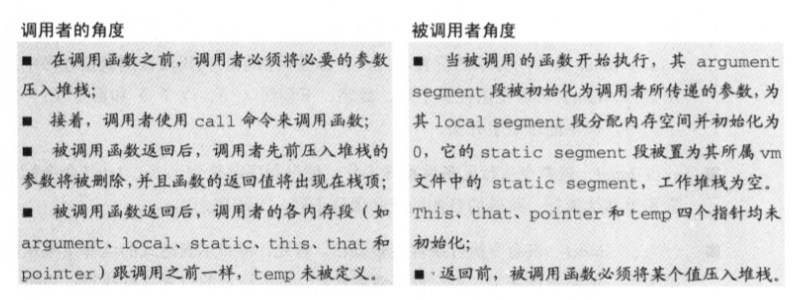 调用者的角度
■ 在调用函数之前，调用者必须将必要的参数
压入堆栈；
■ 接着，调用者使用 call 命令来调用函数；
■ 被调用函数返回后，调用者先前压入堆栈的
参数将被删除，并且函数的返回值将出现在栈顶；
■ 被调用函数返回后，调用者的各内存段（如
argument、local、static、this、that 和
pointer）跟调用之前一样，temp 未被定义。
被调用者角度
■ 当被调用的函数开始执行，其 argument
segment 段被初始化为调用者所传递的参数，为
其 local segment 段分配内存空间并初始化为
0，它的 static segment 段被置为其所属 vm
文件中的 static segment，工作堆栈为空。
This、that、pointer 和 temp 四个指针均未
初始化；
■ 返回前，被调用函数必须将某个值压入堆栈。